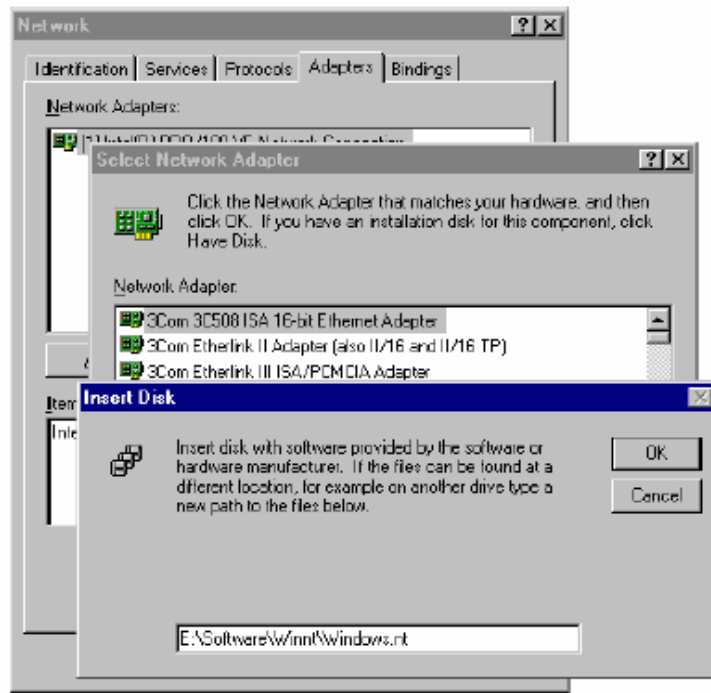 Network
Identification Services Protocols Adapters Bindings
Network Adapters:
Select Network Adapter
Click the Network Adapter that matches your hardware, and then
click OK. If you have an installation disk for this component, click
Have Disk.
Network Adapter:
3Com 3C508 ISA 16-bit Ethernet Adapter
3Com Etherlink II Adapter (also II/16 and II/16 TP)
3Com Etherlink III ISA/PCMCIA Adapter
Insert Disk
Insert disk with software provided by the software or
hardware manufacturer. If the files can be found at a
different location, for example on another drive type a
new path to the files below.
OK
Cancel
E:\Software\Winnt\Windows.nt